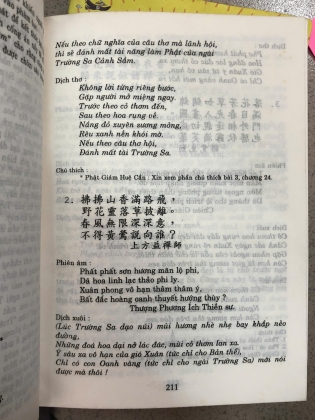 Nếu theo chữ nghĩa của câu thơ mà lãnh hội,
thì sẽ đánh mất tài năng làm Phật của ngài
Trường Sa Cảnh Sầm.
Dịch thơ :
Không lời từng riêng bước,
Gặp người mở miệng ngay.
Trước theo cỏ thơm đến,
Sau theo hoa rụng về.
Nắng đỏ xuyên sương mỏng,
Rêu xanh nền khói mờ.
Nếu theo câu thơ hội,
Đánh mất tài Trường Sa.
Chú thích :
* Phật Giám Huệ Cần : Xin xem phần chú thích bài 3, chương 24.
2. 拂拂山香滿路飛,
野花重落草披離。
春風無限深深意,
不得黃鶯說向誰?
上方益禪師
Phiên âm :
Phất phất sơn hương mãn lộ phi,
Dã hoa linh lạc thảo phi ly.
Xuân phong vô hạn thâm thâm ý,
Bất đắc hoàng oanh thuyết hướng thùy ?
Thượng Phương Ích Thiền sư.
Dịch xuôi :
(Lúc Trường Sa dạo núi) mùi hương nhè nhẹ bay khắp nẻo
đường,
Những đoá hoa dại nở lác đác, mùi cỏ thơm lan xa.
Ý sâu xa vô hạn của gió Xuân (tức chỉ cho Bản thể),
Chỉ có con Oanh vàng (tức chỉ cho ngài Trường Sa) mới nói
được mà thôi !
211